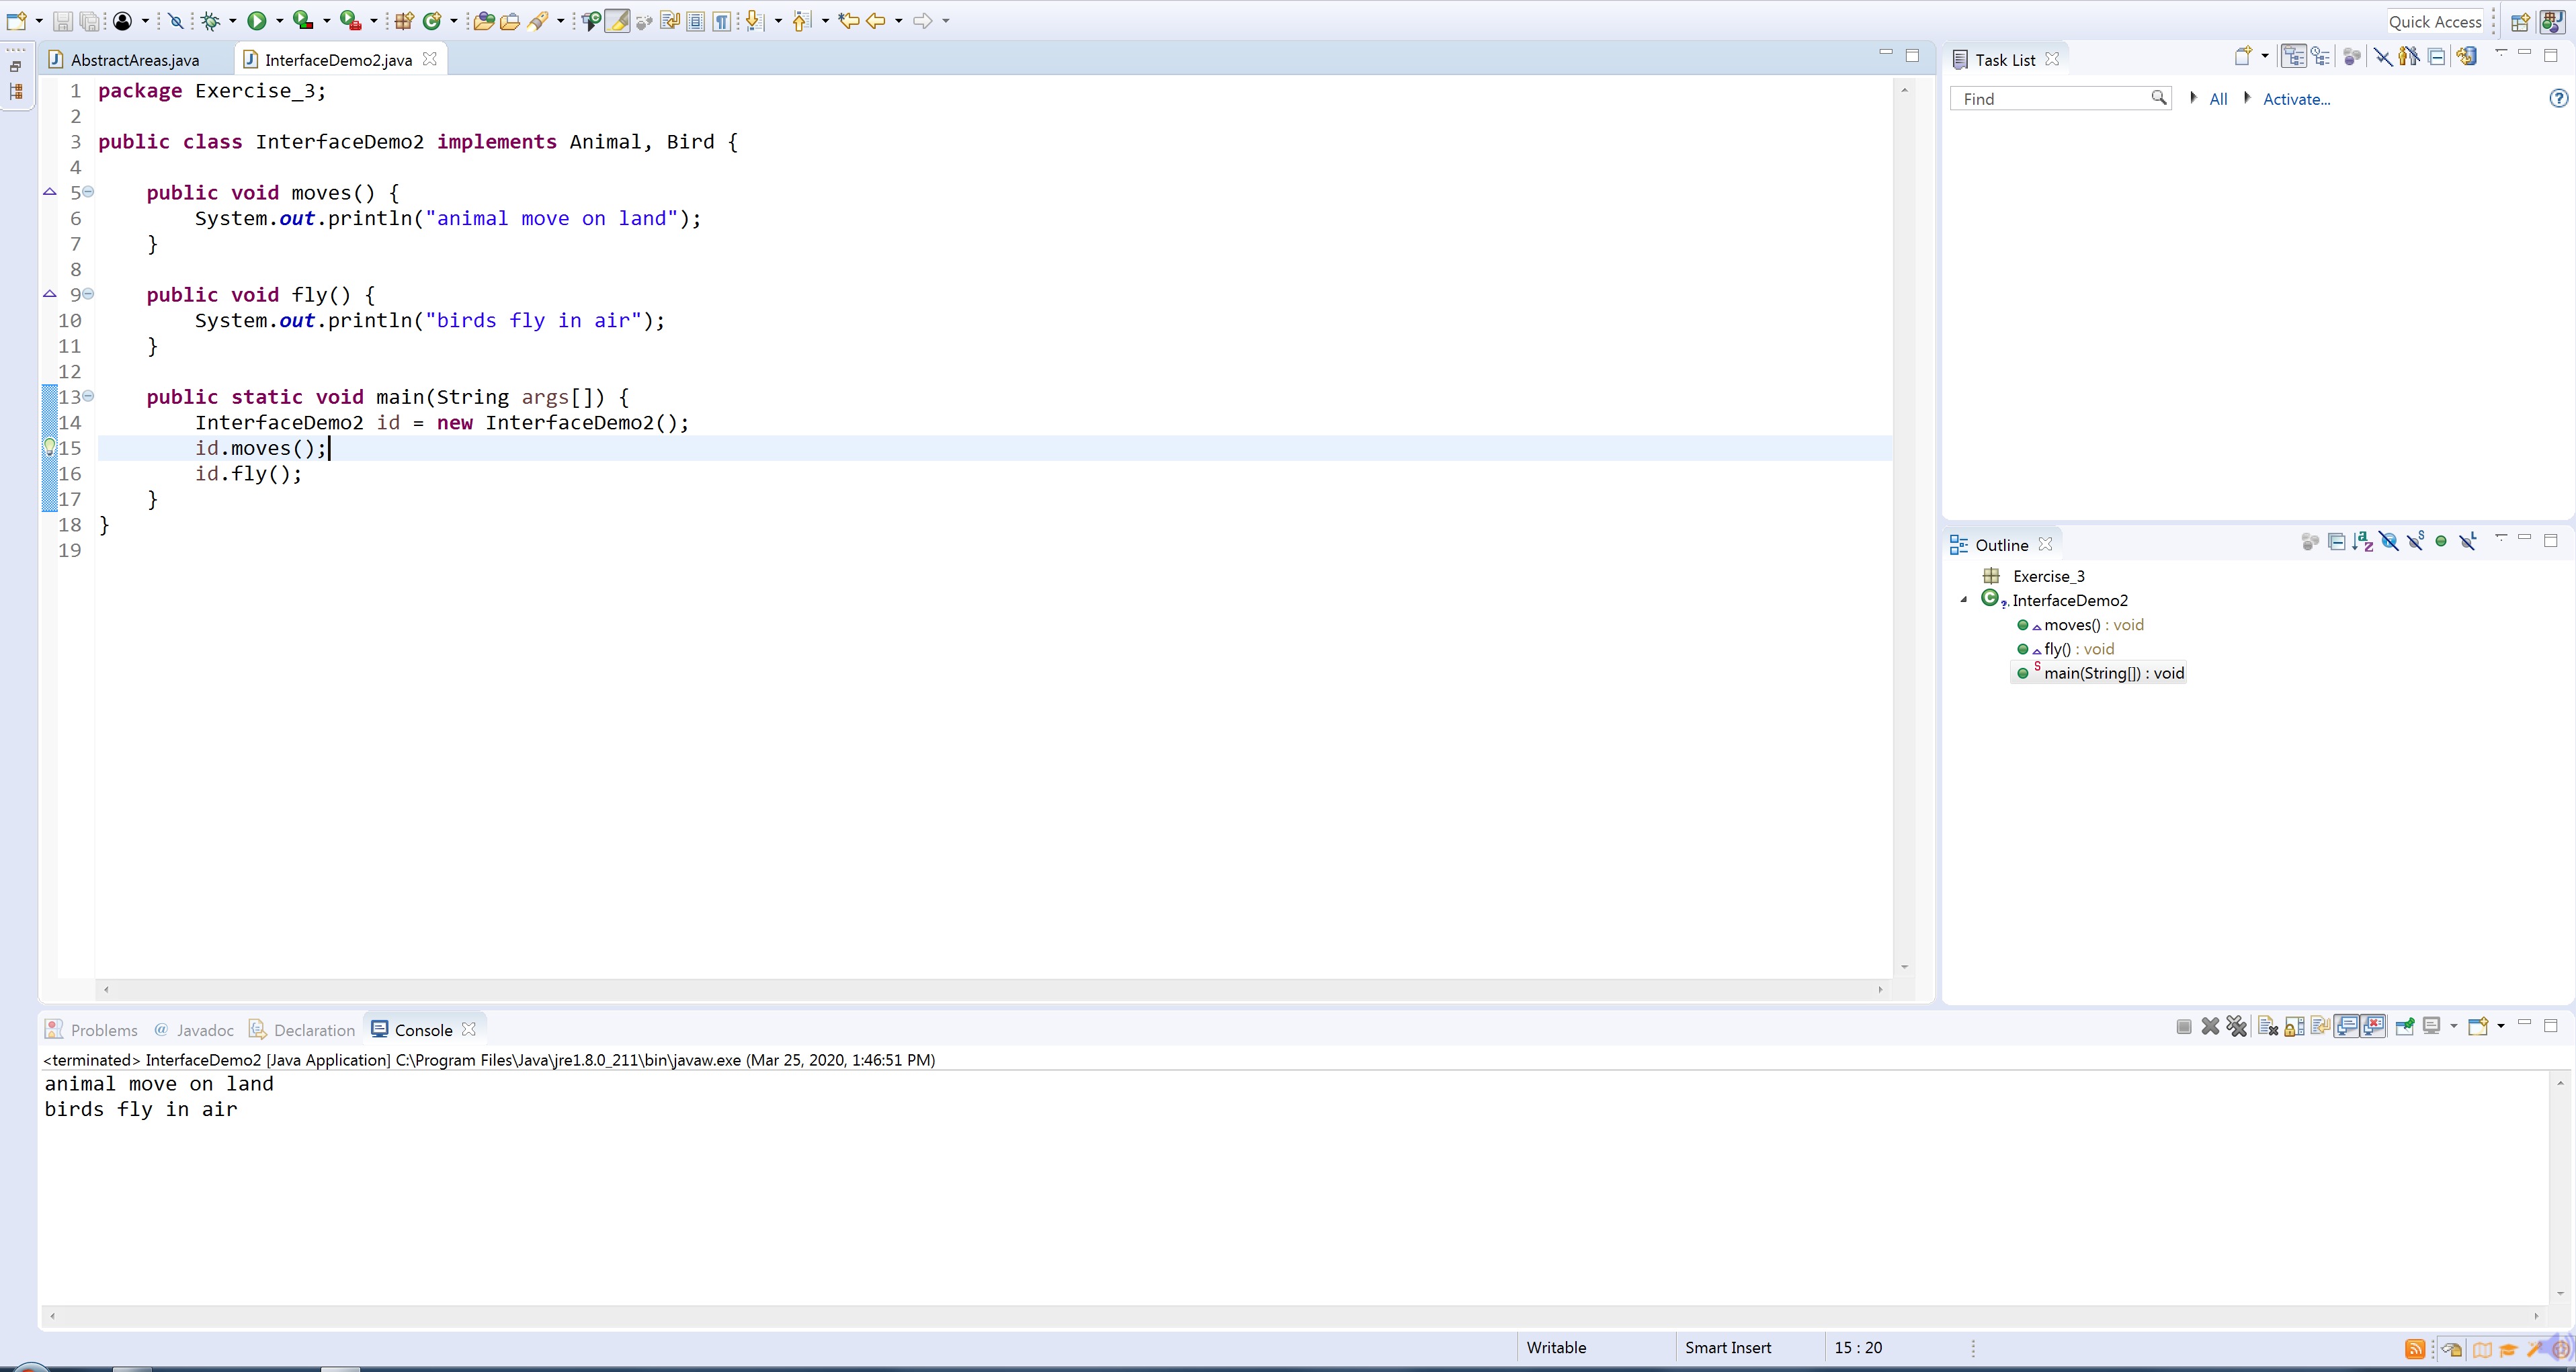 Quick Access
AbstractAreas.java
InterfaceDemo2.java
1 package Exercise_3;
2
3 public class InterfaceDemo2 implements Animal, Bird {
4
5 public void moves() {
6 System.out.println("animal move on land");
7 }
8
9 public void fly() {
10 System.out.println("birds fly in air");
11 }
12
13 public static void main(String args[]) {
14 InterfaceDemo2 id = new InterfaceDemo2();
15 id.moves();
16 id.fly();
17 }
18 }
19
Task List
Find
All
Activate...
Outline
Exercise_3
InterfaceDemo2
moves() : void
fly() : void
main(String[]) : void
Problems
Javadoc
Declaration
Console
<terminated> InterfaceDemo2 [Java Application] C:\Program Files\Java\jre1.8.0_211\bin\javaw.exe (Mar 25, 2020, 1:46:51 PM)
animal move on land
birds fly in air
Writable
Smart Insert
15 : 20